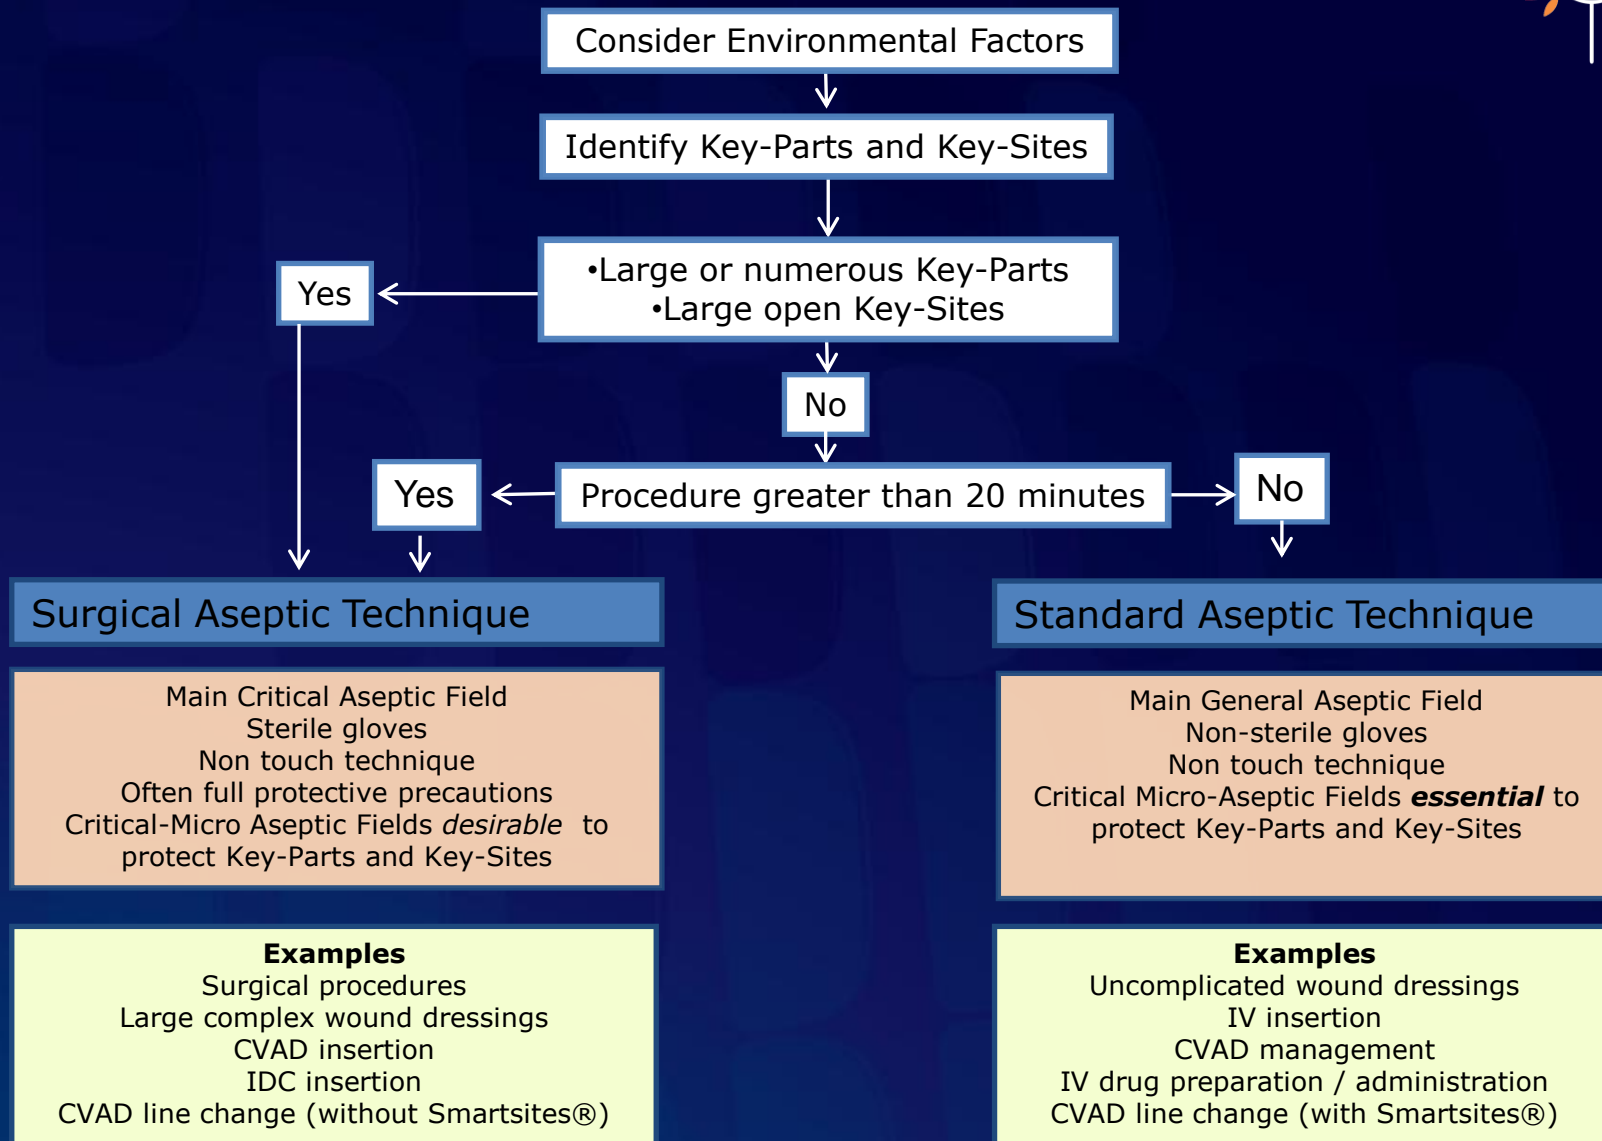 Consider Environmental Factors
Identify Key-Parts and Key-Sites
•Large or numerous Key-Parts
•Large open Key-Sites
Yes
No
Yes
Procedure greater than 20 minutes
No
Surgical Aseptic Technique
Main Critical Aseptic Field
Sterile gloves
Non touch technique
Often full protective precautions
Critical-Micro Aseptic Fields desirable to
protect Key-Parts and Key-Sites
Examples
Surgical procedures
Large complex wound dressings
CVAD insertion
IDC insertion
CVAD line change (without Smartsites®)
Standard Aseptic Technique
Main General Aseptic Field
Non-sterile gloves
Non touch technique
Critical Micro-Aseptic Fields essential to
protect Key-Parts and Key-Sites
Examples
Uncomplicated wound dressings
IV insertion
CVAD management
IV drug preparation / administration
CVAD line change (with Smartsites®)